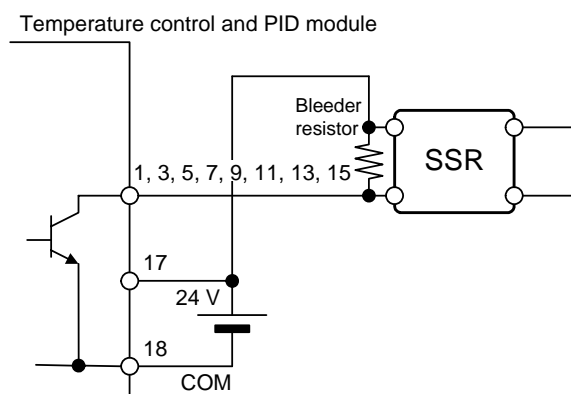 Temperature control and PID module
Bleeder
resistor
SSR
1, 3, 5, 7, 9, 11, 13, 15
17
24 V
18
COM